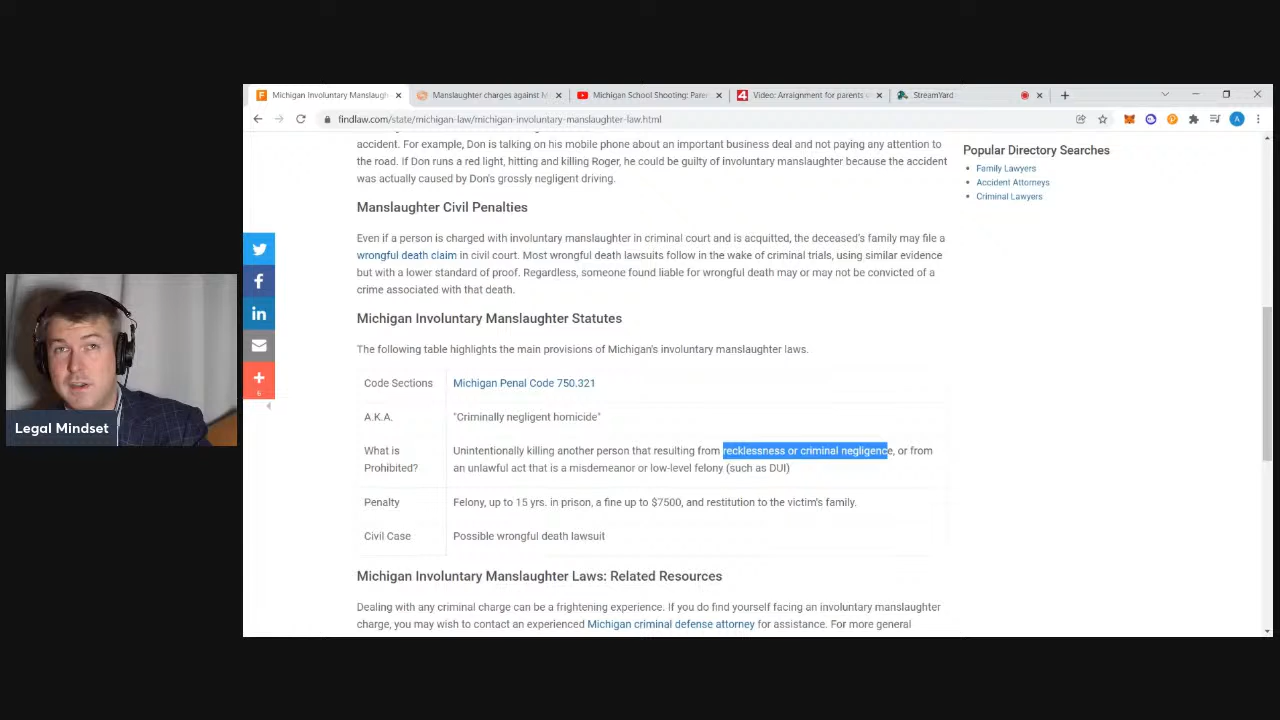 Michigan Involuntary Manslaught
Manslaughter charges against M
Michigan School Shooting: Paren
Video: Arraignment for parents o
StreamYard
findlaw.com/state/michigan-law/michigan-involuntary-manslaughter-law.html
accident. For example, Don is talking on his mobile phone about an important business deal and not paying any attention to
the road. If Don runs a red light, hitting and killing Roger, he could be guilty of involuntary manslaughter because the accident
was actually caused by Don's grossly negligent driving.
Manslaughter Civil Penalties
Even if a person is charged with involuntary manslaughter in criminal court and is acquitted, the deceased's family may file a
wrongful death claim in civil court. Most wrongful death lawsuits follow in the wake of criminal trials, using similar evidence
but with a lower standard of proof. Regardless, someone found liable for wrongful death may or may not be convicted of a
crime associated with that death.
Michigan Involuntary Manslaughter Statutes
The following table highlights the main provisions of Michigan's involuntary manslaughter laws.
Code Sections
Michigan Penal Code 750.321
A.K.A.
"Criminally negligent homicide"
What is
Prohibited?
Unintentionally killing another person that resulting from recklessness or criminal negligence, or from
an unlawful act that is a misdemeanor or low-level felony (such as DUI)
Penalty
Felony, up to 15 yrs. in prison, a fine up to $7500, and restitution to the victim's family.
Civil Case
Possible wrongful death lawsuit
Michigan Involuntary Manslaughter Laws: Related Resources
Dealing with any criminal charge can be a frightening experience. If you do find yourself facing an involuntary manslaughter
charge, you may wish to contact an experienced Michigan criminal defense attorney for assistance. For more general
Popular Directory Searches
Family Lawyers
Accident Attorneys
Criminal Lawyers
Legal Mindset